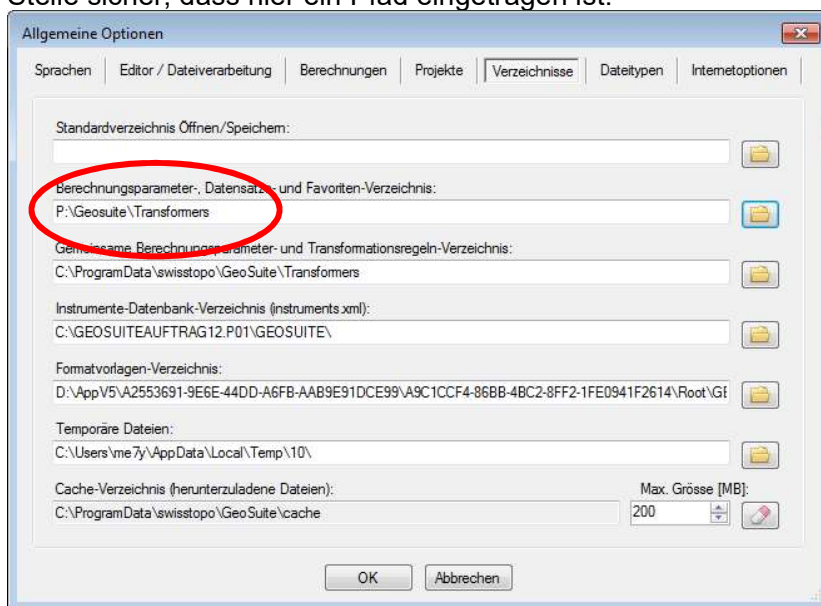 Stelle sicher, dass hier ein Pfad eingetragen ist.
Allgemeine Optionen
Sprachen Editor / Dateiverarbeitung Berechnungen Projekte Verzeichnisse Dateitypen Internetoptionen
Standardverzeichnis Öffnen/Speichern:
Berechnungsparameter-, Datensatz- und Favoriten-Verzeichnis:
P:\Geosuite\Transformers
Gemeinsame Berechnungsparameter- und Transformationsregeln-Verzeichnis:
C:\ProgramData\swisstopo\GeoSuite\Transformers
Instrumente-Datenbank-Verzeichnis (instruments.xml):
C:\GEOSUITEAUFTRAG12.P01\GEOSUITE\
Formatvorlagen-Verzeichnis:
D:\AppV5\A2553691-9E6E-44DD-A6FB-AAB9E91DCE99\A9C1CCF4-86BB-4BC2-8FF2-1FE0941F2614\Root\GE
Temporäre Dateien:
C:\Users\me7y\AppData\Local\Temp\10\
Cache-Verzeichnis (herunterzuladene Dateien): Max. Grösse [MB]:
C:\ProgramData\swisstopo\GeoSuite\cache 200
OK Abbrechen